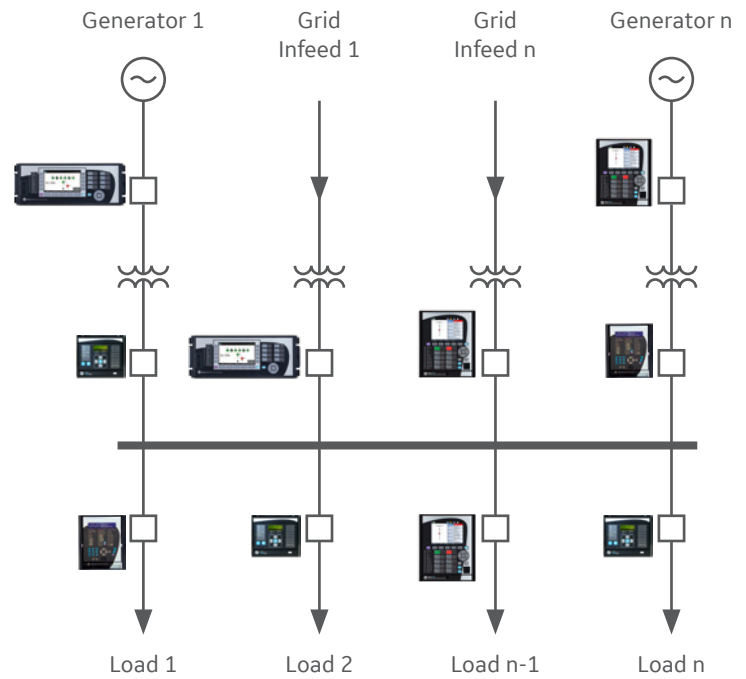 Generator 1
Grid
Infeed 1
Grid
Infeed n
Generator n
Load 1
Load 2
Load n-1
Load n